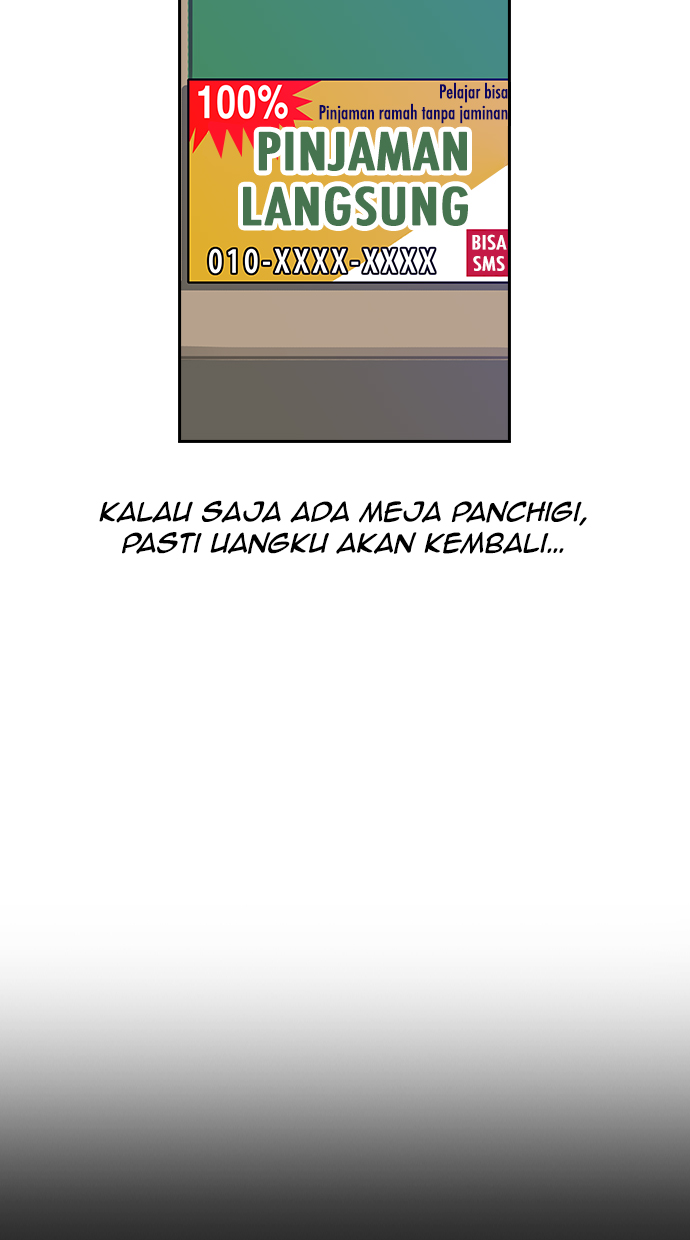 100%
Pelajar bisa
Pinjaman ramah tanpa jaminan
PINJAMAN
LANGSUNG
010-XXXX-XXXX
BISA
SMS
KALAU SAJA ADA MEJA PANCHIGI,
PASTI UANGKU AKAN KEMBALI...